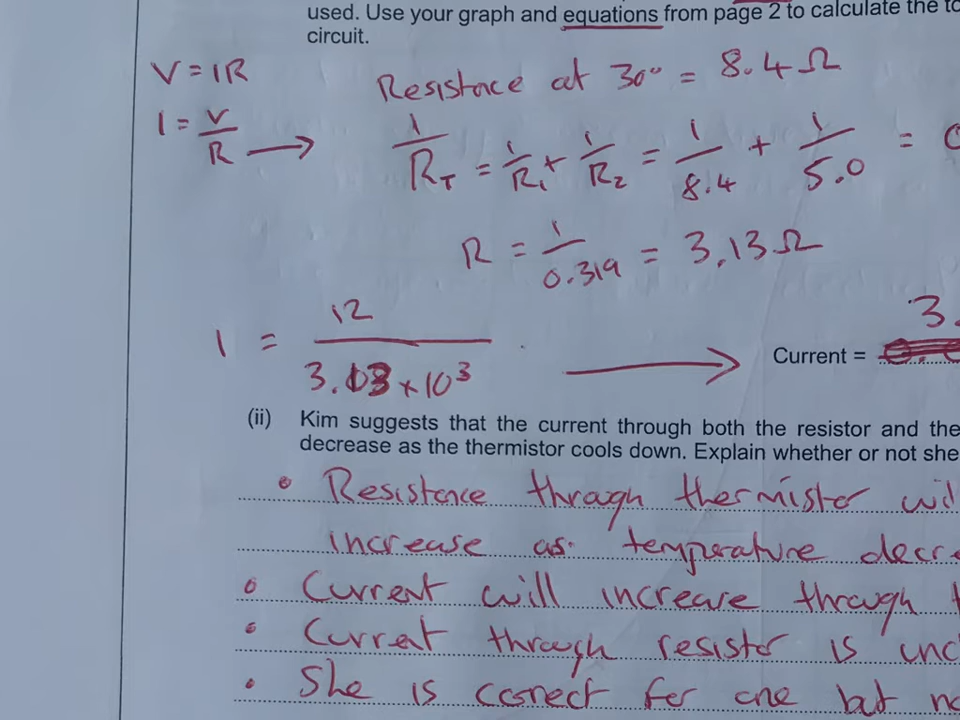 used. Use your graph and equations from page 2 to calculate the
circuit.
V = IR
Resistance at 30° = 8.4 Ω
I = V/R → 1/R_T = 1/R_1 + 1/R_2 = 1/8.4 + 1/5.0 =
R = 1/0.319 = 3.13 Ω
I = 12/(3.13 × 10³) → Current = 3.
(ii) Kim suggests that the current through both the resistor and the
decrease as the thermistor cools down. Explain whether or not she
• Resistance through thermistor
increase as temperature
• Current will increase through
• Current through resistor is
• She is correct for one but